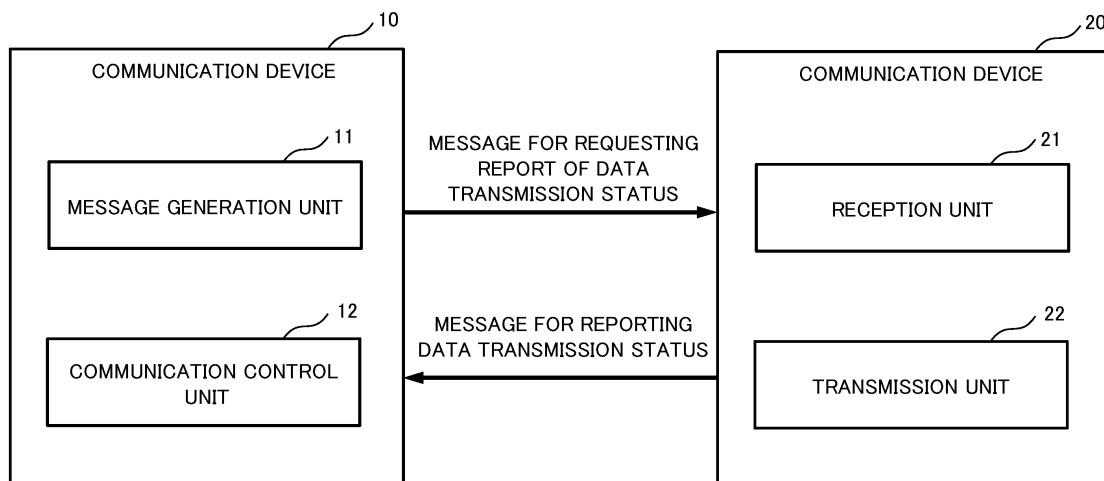 10
COMMUNICATION DEVICE
11
MESSAGE GENERATION UNIT
12
COMMUNICATION CONTROL
UNIT
MESSAGE FOR REQUESTING
REPORT OF DATA
TRANSMISSION STATUS
MESSAGE FOR REPORTING
DATA TRANSMISSION STATUS
20
COMMUNICATION DEVICE
21
RECEPTION UNIT
22
TRANSMISSION UNIT